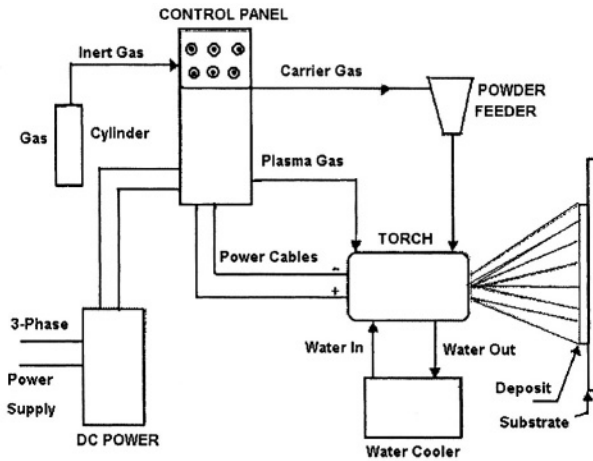 CONTROL PANEL
Inert Gas
Carrier Gas
POWDER
FEEDER
Gas
Cylinder
Plasma Gas
TORCH
Power Cables
-
+
3-Phase
Power
Supply
Water In
Water Out
Deposit
Substrate
DC POWER
Water Cooler